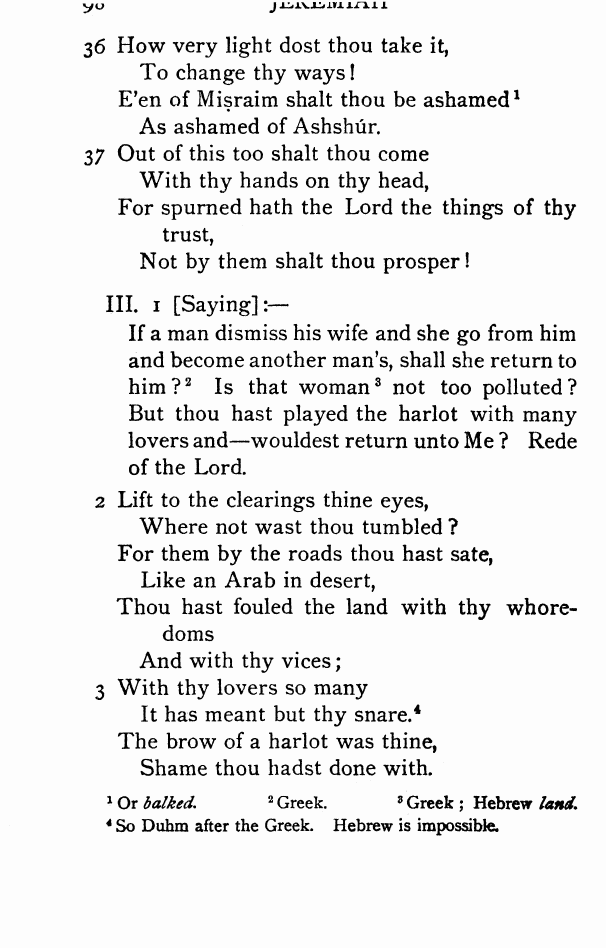 36 How very light dost thou take it,
To change thy ways!
E'en of Miṣraim shalt thou be ashamed¹
As ashamed of Ashshúr.
37 Out of this too shalt thou come
With thy hands on thy head,
For spurned hath the Lord the things of thy
trust,
Not by them shalt thou prosper!
III. 1 [Saying]:—
If a man dismiss his wife and she go from him
and become another man's, shall she return to
him?² Is that woman³ not too polluted?
But thou hast played the harlot with many
lovers and—wouldest return unto Me? Rede
of the Lord.
2 Lift to the clearings thine eyes,
Where not wast thou tumbled?
For them by the roads thou hast sate,
Like an Arab in desert,
Thou hast fouled the land with thy whore-
doms
And with thy vices;
3 With thy lovers so many
It has meant but thy snare.⁴
The brow of a harlot was thine,
Shame thou hadst done with.
¹ Or balked. ² Greek. ³ Greek; Hebrew land.
⁴ So Duhm after the Greek. Hebrew is impossible.